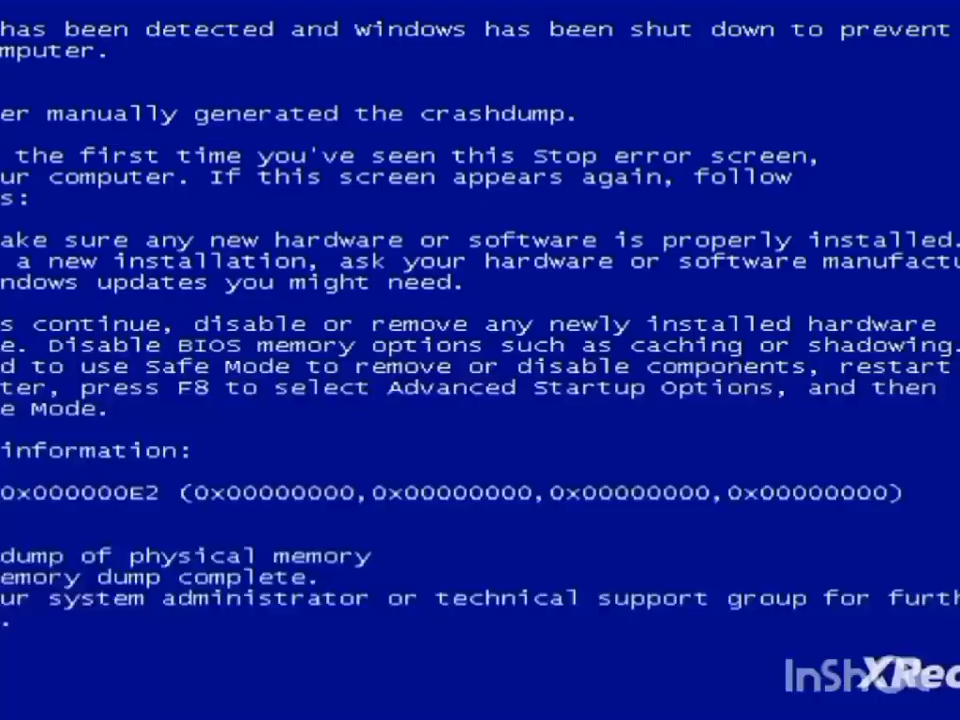 has been detected and Windows has been shut down to prevent
mputer.
er manually generated the crashdump.
the first time you've seen this Stop error screen,
ur computer. If this screen appears again, follow
s:
ake sure any new hardware or software is properly installed.
a new installation, ask your hardware or software manufactu
ndows updates you might need.
s continue, disable or remove any newly installed hardware
e. Disable BIOS memory options such as caching or shadowing.
d to use Safe Mode to remove or disable components, restart
ter, press F8 to select Advanced Startup Options, and then
e Mode.
information:
0x000000E2 (0x00000000,0x00000000,0x00000000,0x00000000)
dump of physical memory
emory dump complete.
ur system administrator or technical support group for furth
.
InSh XRec